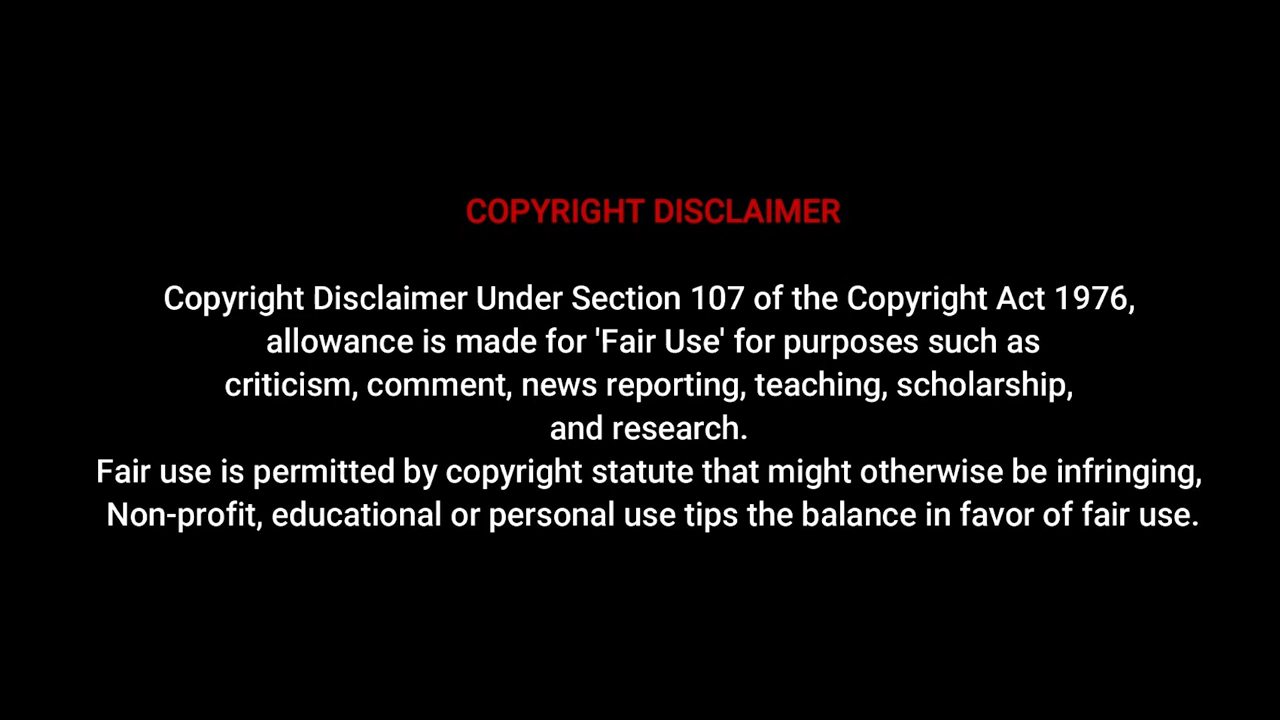 COPYRIGHT DISCLAIMER
Copyright Disclaimer Under Section 107 of the Copyright Act 1976,
allowance is made for 'Fair Use' for purposes such as
criticism, comment, news reporting, teaching, scholarship,
and research.
Fair use is permitted by copyright statute that might otherwise be infringing,
Non-profit, educational or personal use tips the balance in favor of fair use.